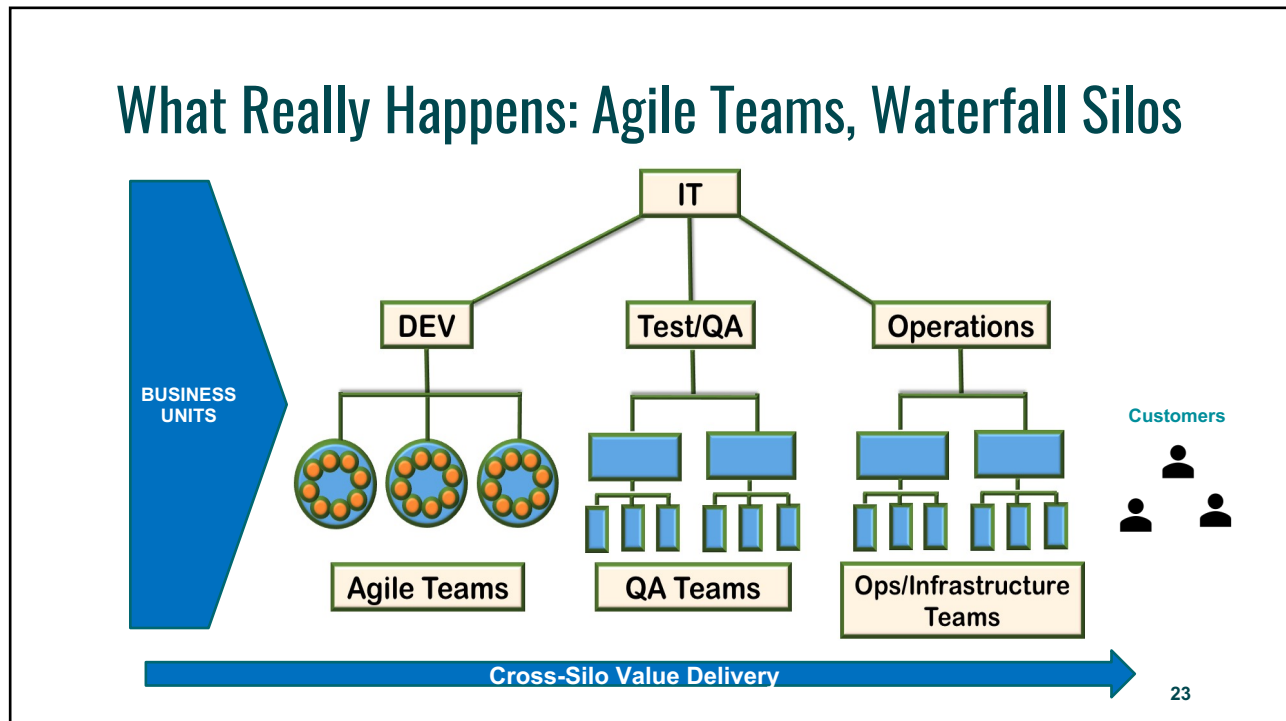 What Really Happens: Agile Teams, Waterfall Silos
IT
DEV
Test/QA
Operations
BUSINESS
UNITS
Customers
Agile Teams
QA Teams
Ops/Infrastructure
Teams
Cross-Silo Value Delivery
23